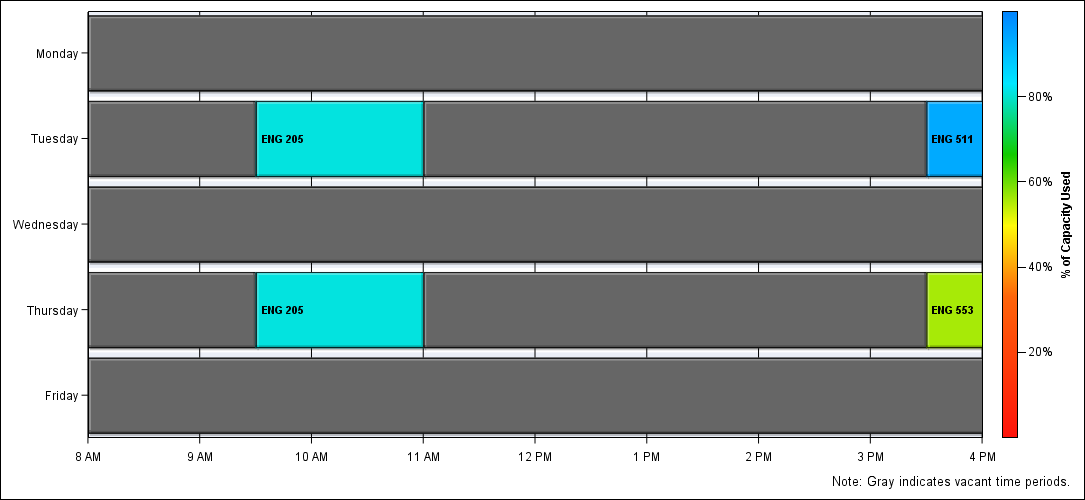 Monday
Tuesday
ENG 205
ENG 511
Wednesday
Thursday
ENG 205
ENG 553
Friday
8 AM
9 AM
10 AM
11 AM
12 PM
1 PM
2 PM
3 PM
4 PM
80%
60%
40%
20%
% of Capacity Used
Note: Gray indicates vacant time periods.